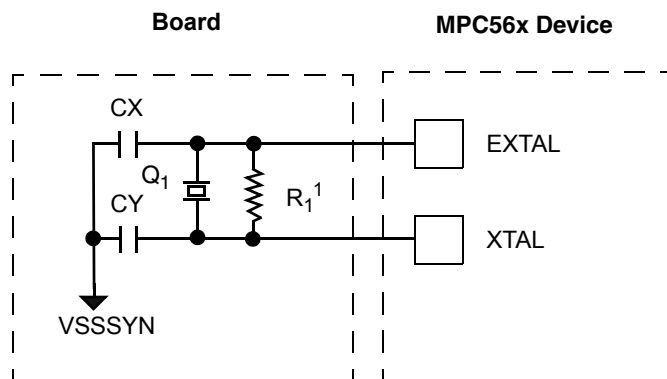 Board
MPC56x Device
CX
EXTAL
Q₁
R₁¹
CY
XTAL
VSSSYN